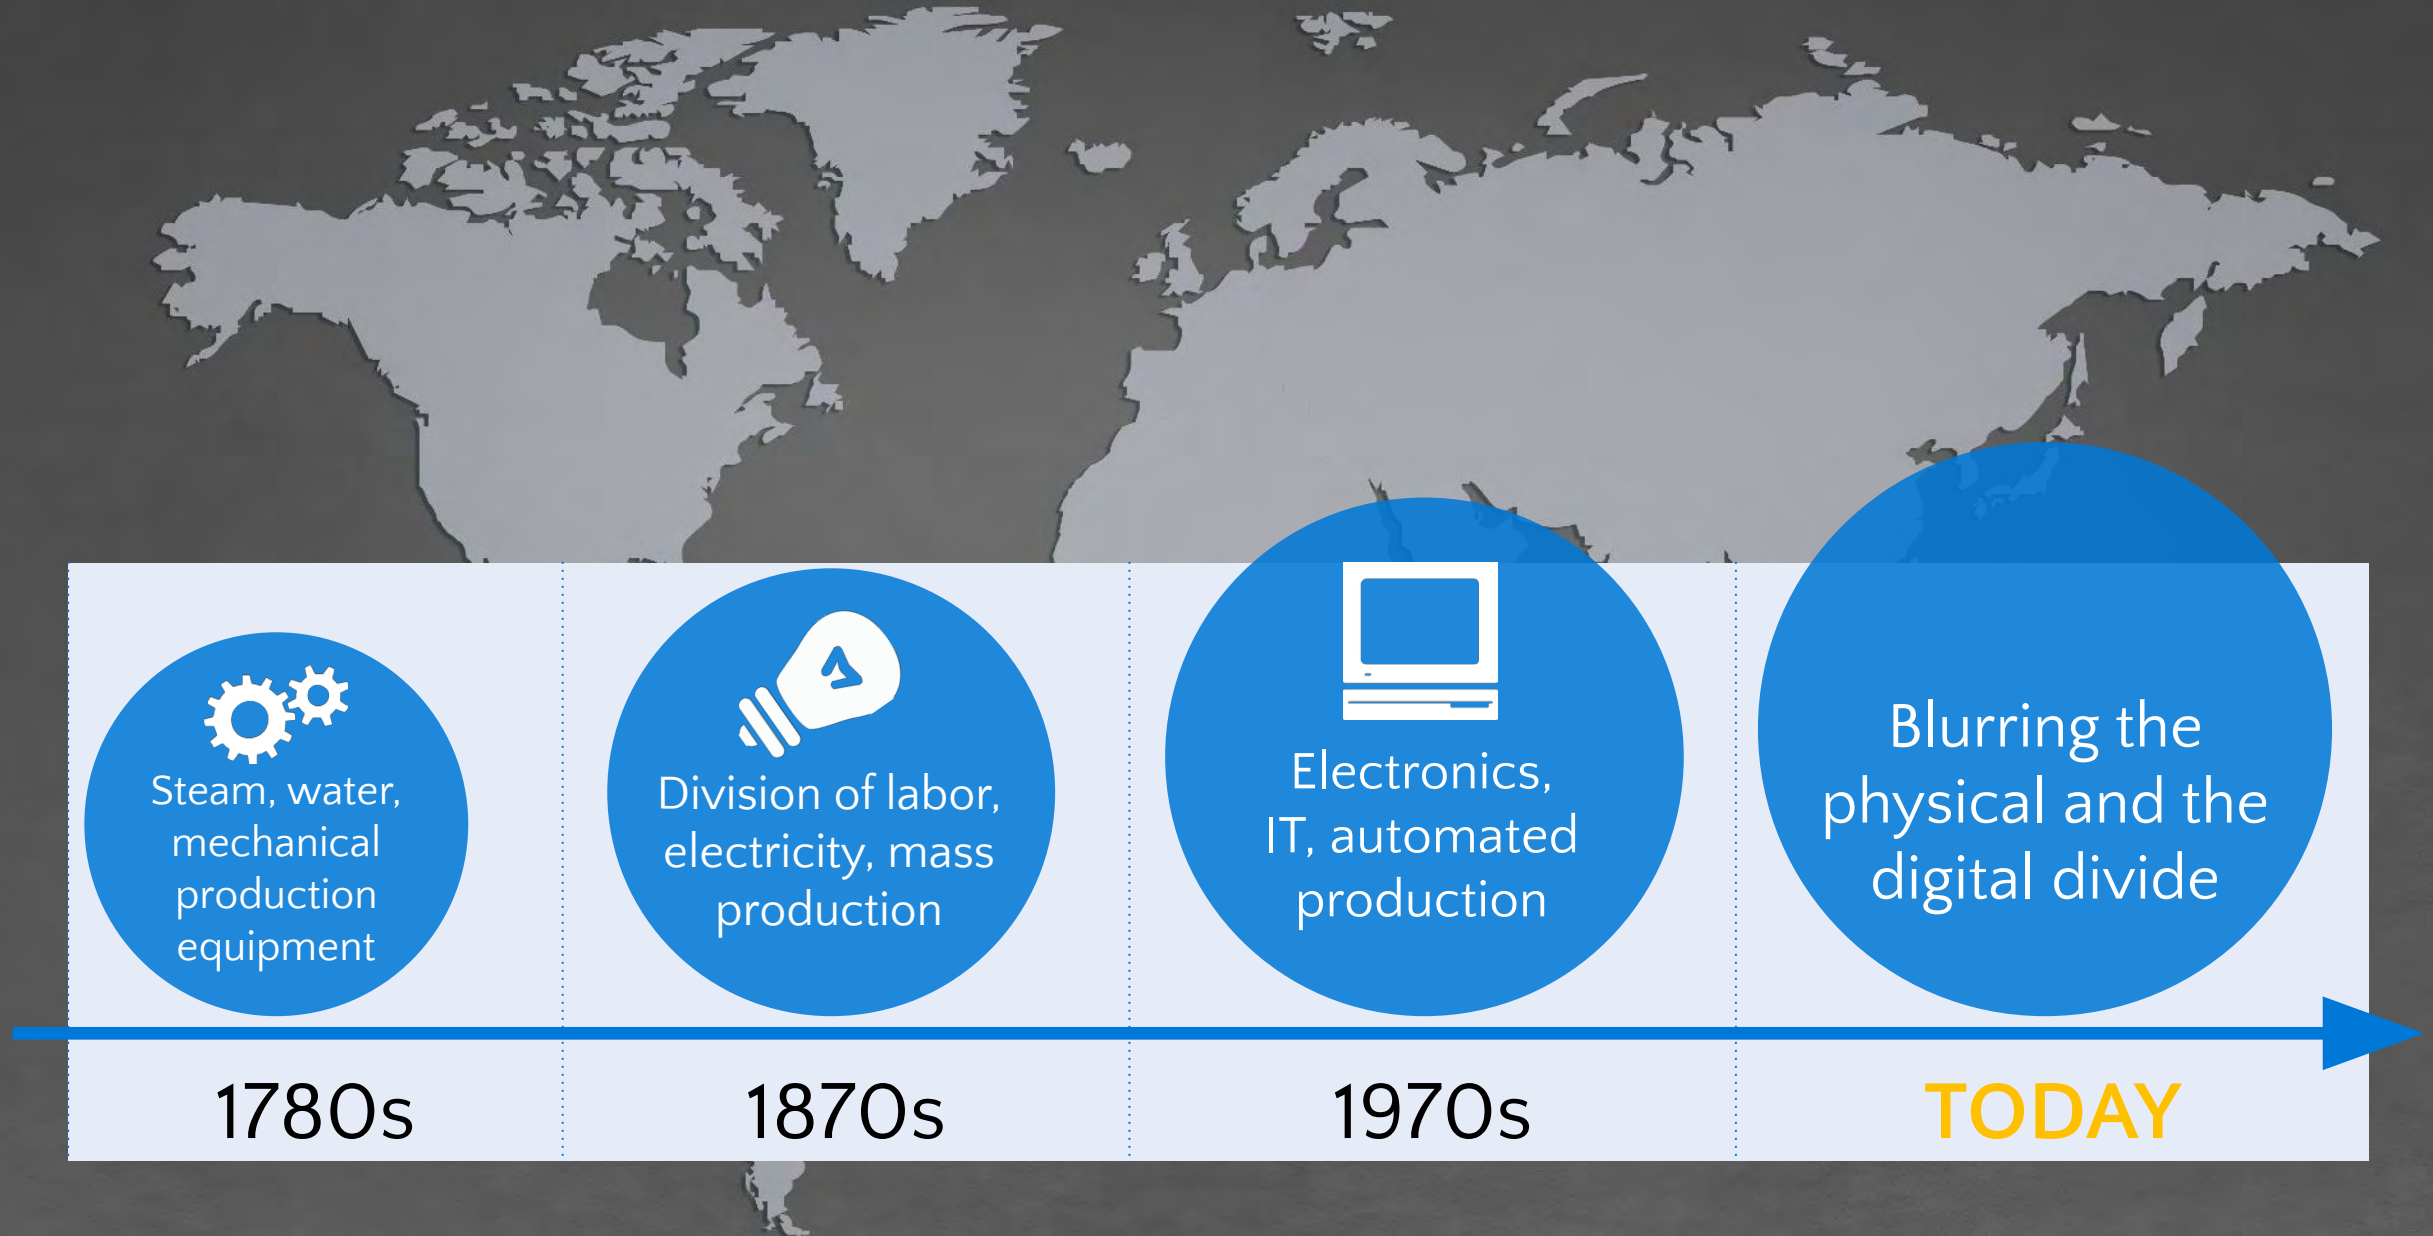 Steam, water,
mechanical
production
equipment
Division of labor,
electricity, mass
production
Electronics,
IT, automated
production
Blurring the
physical and the
digital divide
1780s
1870s
1970s
TODAY